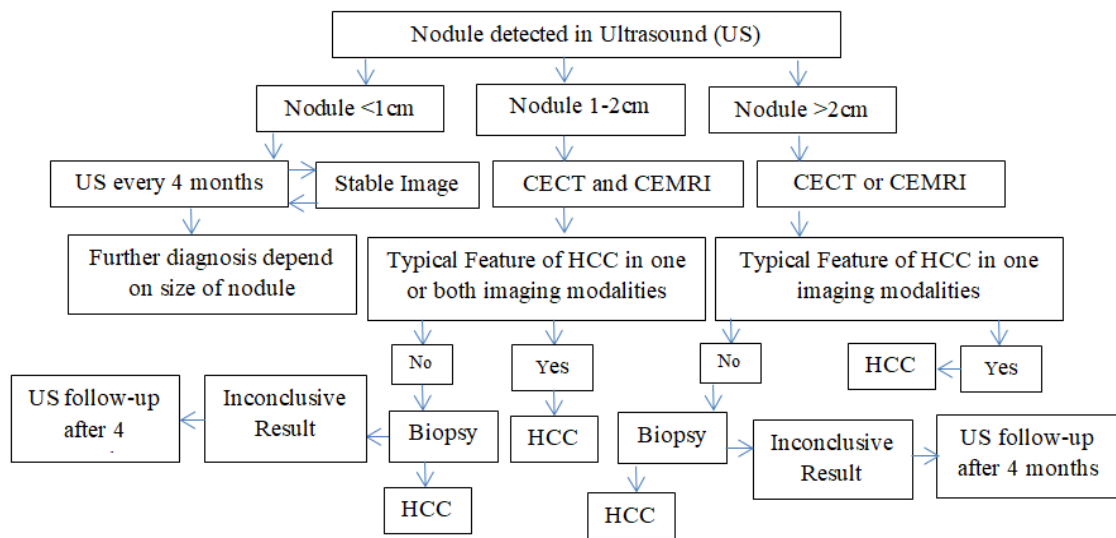 Nodule detected in Ultrasound (US)
Nodule <1cm
Nodule 1-2cm
Nodule >2cm
US every 4 months
Stable Image
CECT and CEMRI
CECT or CEMRI
Further diagnosis depend
on size of nodule
Typical Feature of HCC in one
or both imaging modalities
Typical Feature of HCC in one
imaging modalities
No
Yes
No
HCC
Yes
US follow-up
after 4
Inconclusive
Result
Biopsy
HCC
Biopsy
Inconclusive
Result
US follow-up
after 4 months
HCC
HCC